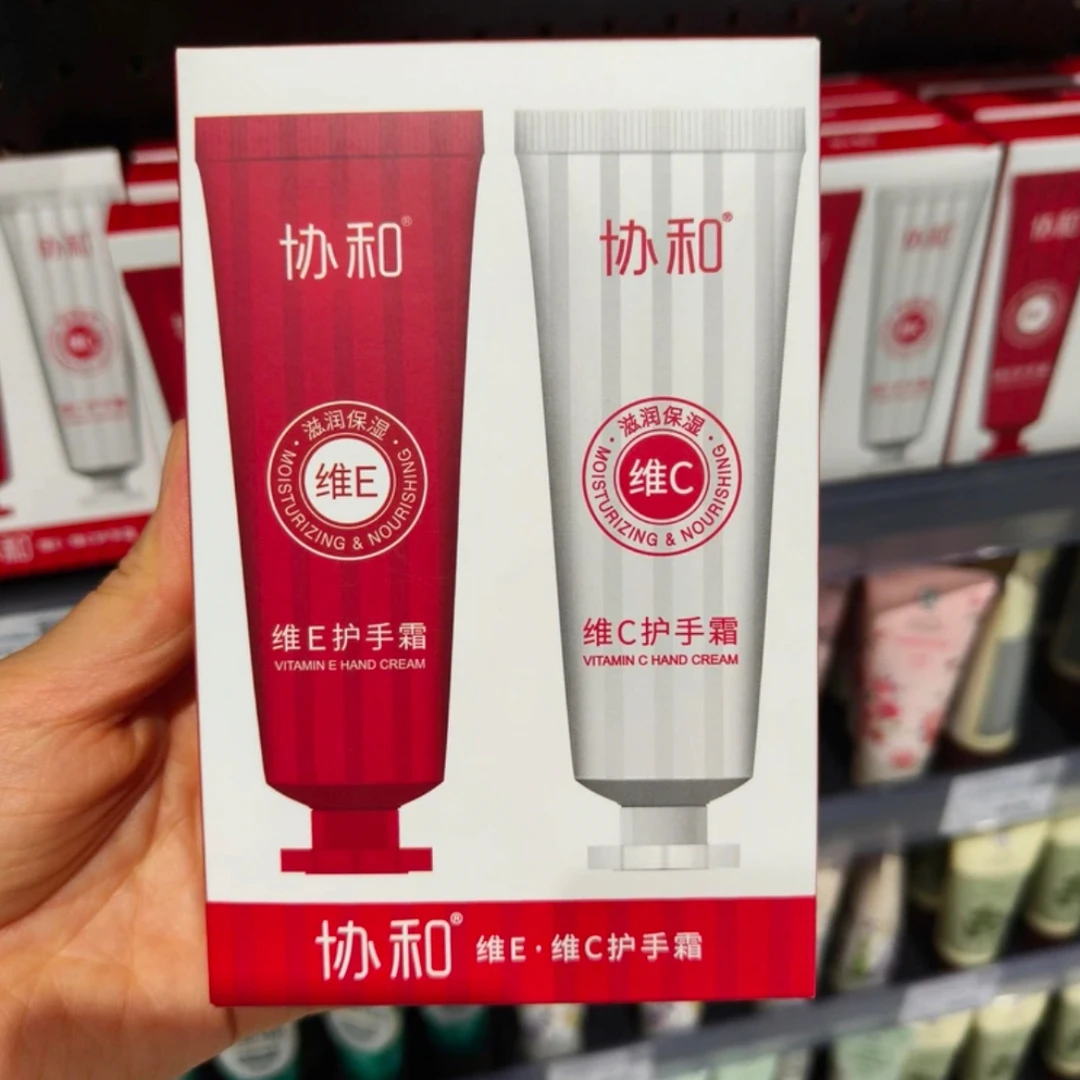 协和®
滋润保湿
维E
MOISTURIZING & NOURISHING
维E护手霜
VITAMIN E HAND CREAM
协和®
滋润保湿
维C
MOISTURIZING & NOURISHING
维C护手霜
VITAMIN C HAND CREAM
协和® 维E·维C护手霜